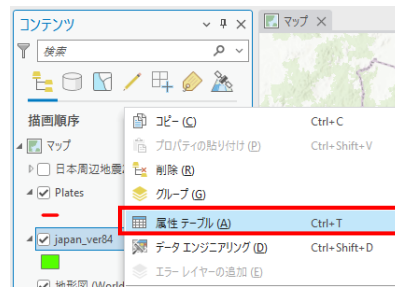 コンテンツ
マップ
検索
描画順序
マップ
日本周辺地震
Plates
japan_ver84
地形図 (World
コピー (C) Ctrl+C
プロパティの貼り付け (P) Ctrl+Shift+V
削除 (R)
グループ (G)
属性 テーブル (A) Ctrl+T
データ エンジニアリング (D) Ctrl+Shift+D
エラー レイヤーの追加 (E)